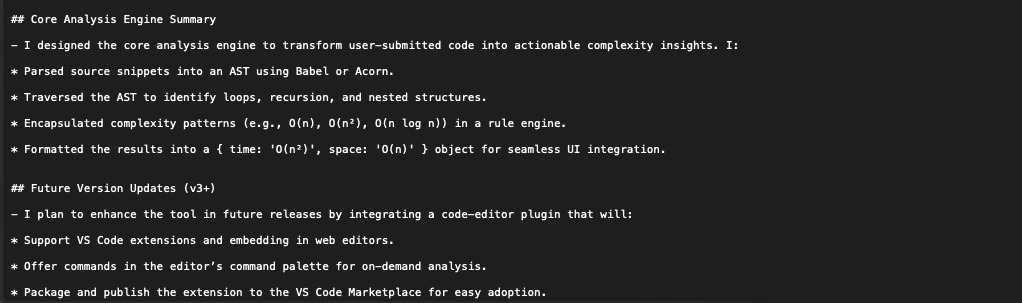 ## Core Analysis Engine Summary
- I designed the core analysis engine to transform user-submitted code into actionable complexity insights. I:
* Parsed source snippets into an AST using Babel or Acorn.
* Traversed the AST to identify loops, recursion, and nested structures.
* Encapsulated complexity patterns (e.g., O(n), O(n²), O(n log n)) in a rule engine.
* Formatted the results into a { time: 'O(n²)', space: 'O(n)' } object for seamless UI integration.
## Future Version Updates (v3+)
- I plan to enhance the tool in future releases by integrating a code-editor plugin that will:
* Support VS Code extensions and embedding in web editors.
* Offer commands in the editor’s command palette for on-demand analysis.
* Package and publish the extension to the VS Code Marketplace for easy adoption.